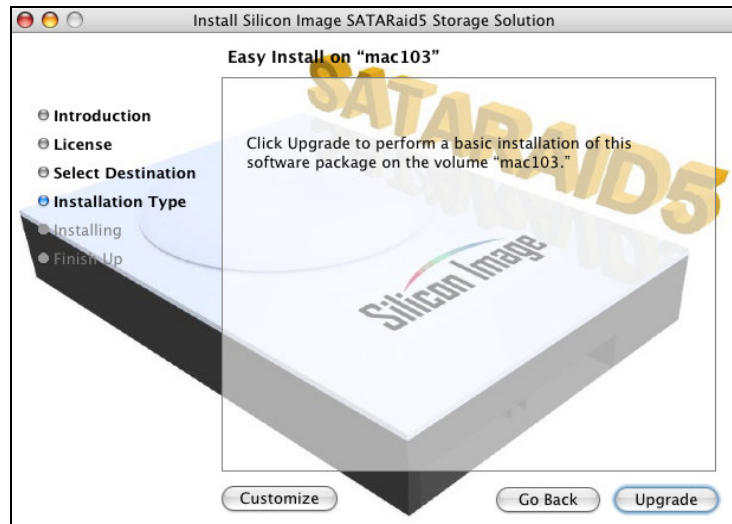 Install Silicon Image SATARaid5 Storage Solution
Easy Install on “mac103”
SATARAID5
Introduction
License
Select Destination
Installation Type
Installing
Finish Up
Click Upgrade to perform a basic installation of this
software package on the volume “mac103.”
Silicon Image
Customize
Go Back
Upgrade